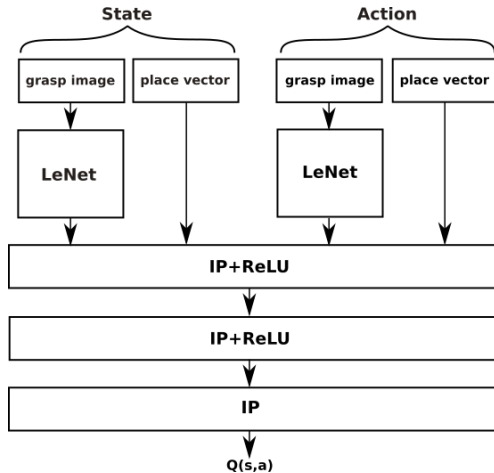 State
Action
grasp image
place vector
grasp image
place vector
LeNet
LeNet
IP+ReLU
IP+ReLU
IP
Q(s,a)